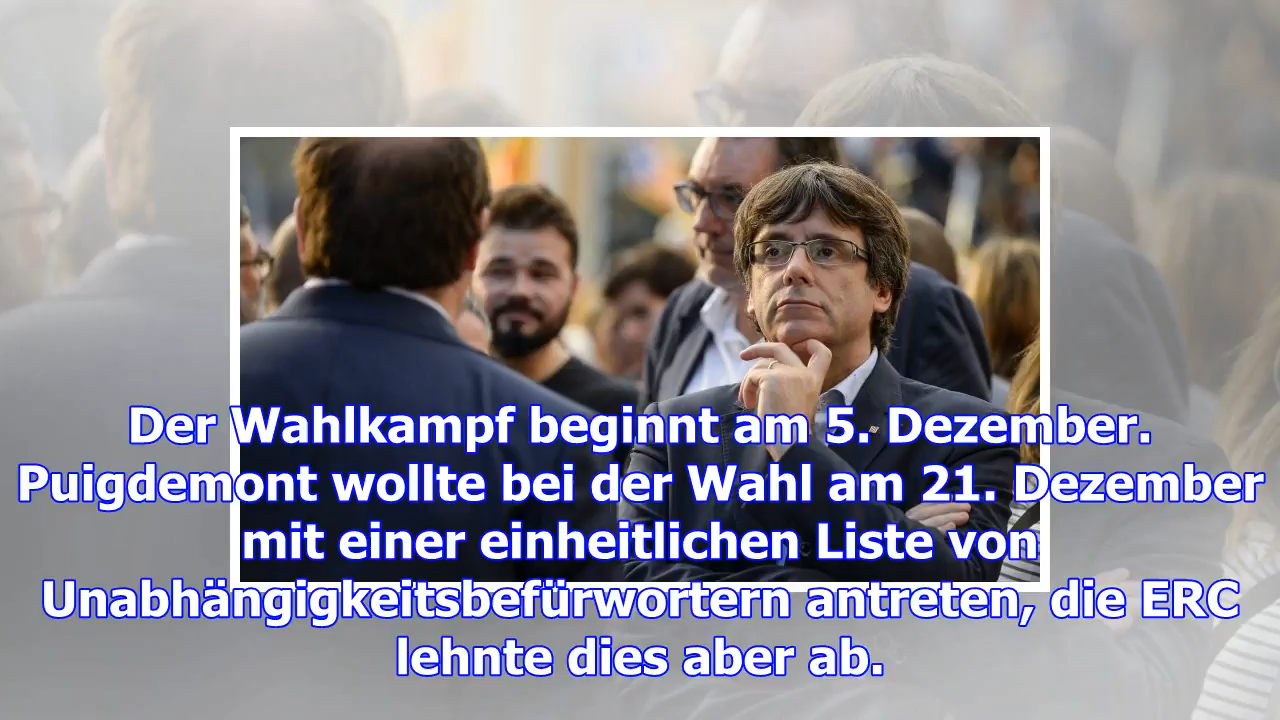 Der Wahlkampf beginnt am 5. Dezember.
Puigdemont wollte bei der Wahl am 21. Dezember
mit einer einheitlichen Liste von
Unabhängigkeitsbefürwortern antreten, die ERC
lehnte dies aber ab.